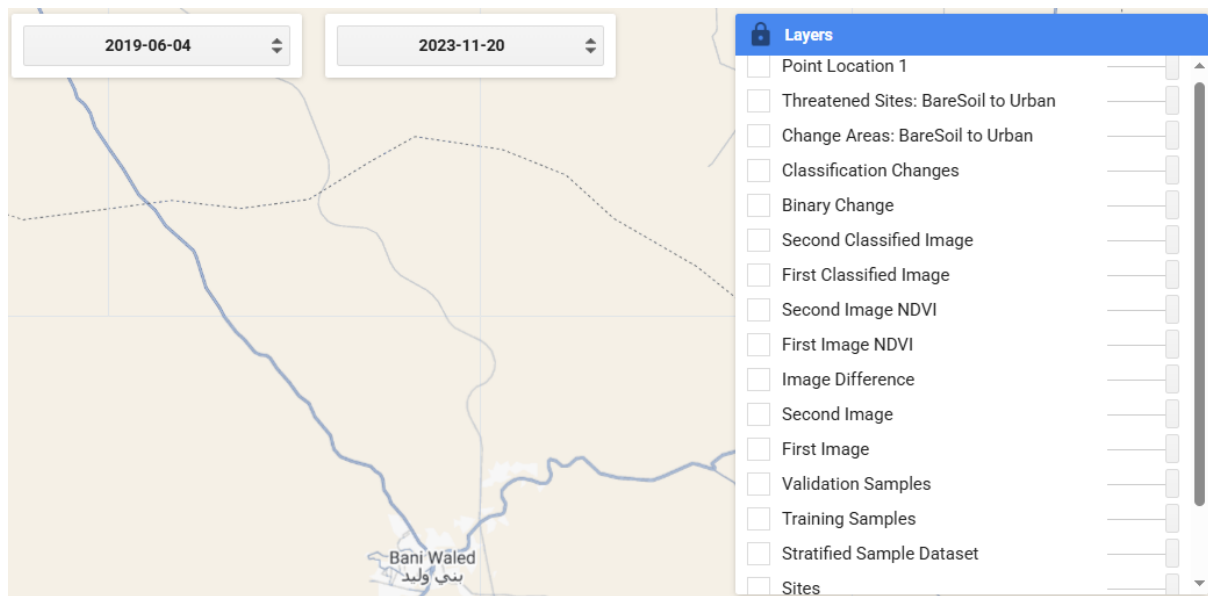 2019-06-04
2023-11-20
Layers
Point Location 1
Threatened Sites: BareSoil to Urban
Change Areas: BareSoil to Urban
Classification Changes
Binary Change
Second Classified Image
First Classified Image
Second Image NDVI
First Image NDVI
Image Difference
Second Image
First Image
Validation Samples
Training Samples
Stratified Sample Dataset
Sites
Bani Waled
بني وليد